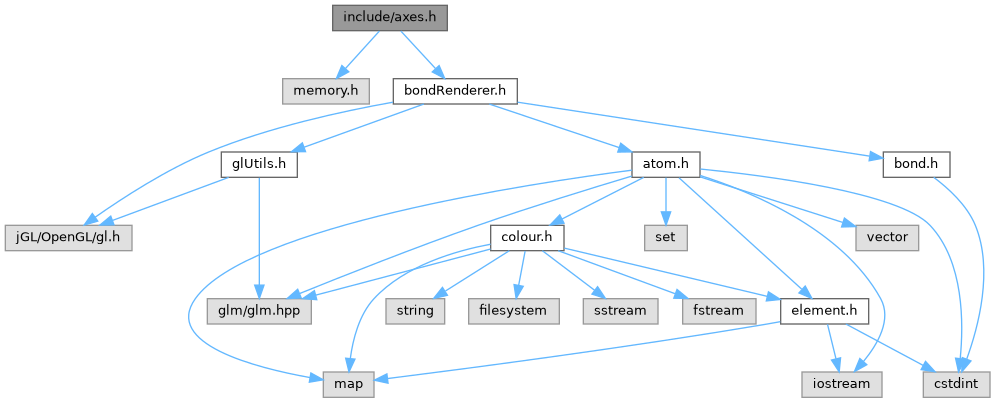 include/axes.h
memory.h
bondRenderer.h
glUtils.h
atom.h
bond.h
jGL/OpenGL/gl.h
colour.h
set
vector
glm/glm.hpp
string
filesystem
sstream
fstream
element.h
map
iostream
cstdint